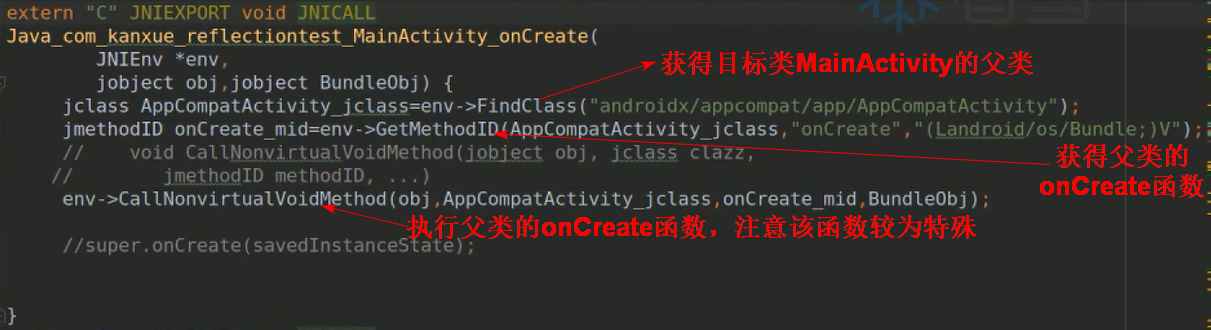 extern "C" JNIEXPORT void JNICALL
Java_com_kanxue_reflectiontest_MainActivity_onCreate(
JNIEnv *env,
jobject obj,jobject BundleObj) {
获得目标类MainActivity的父类
jclass AppCompatActivity_jclass=env->FindClass("androidx/appcompat/app/AppCompatActivity");
jmethodID onCreate_mid=env->GetMethodID(AppCompatActivity_jclass,"onCreate","(Landroid/os/Bundle;)V");
// void CallNonvirtualVoidMethod(jobject obj, jclass clazz,
// jmethodID methodID, ...)
获得父类的
onCreate函数
env->CallNonvirtualVoidMethod(obj,AppCompatActivity_jclass,onCreate_mid,BundleObj);
执行父类的onCreate函数，注意该函数较为特殊
//super.onCreate(savedInstanceState);
}